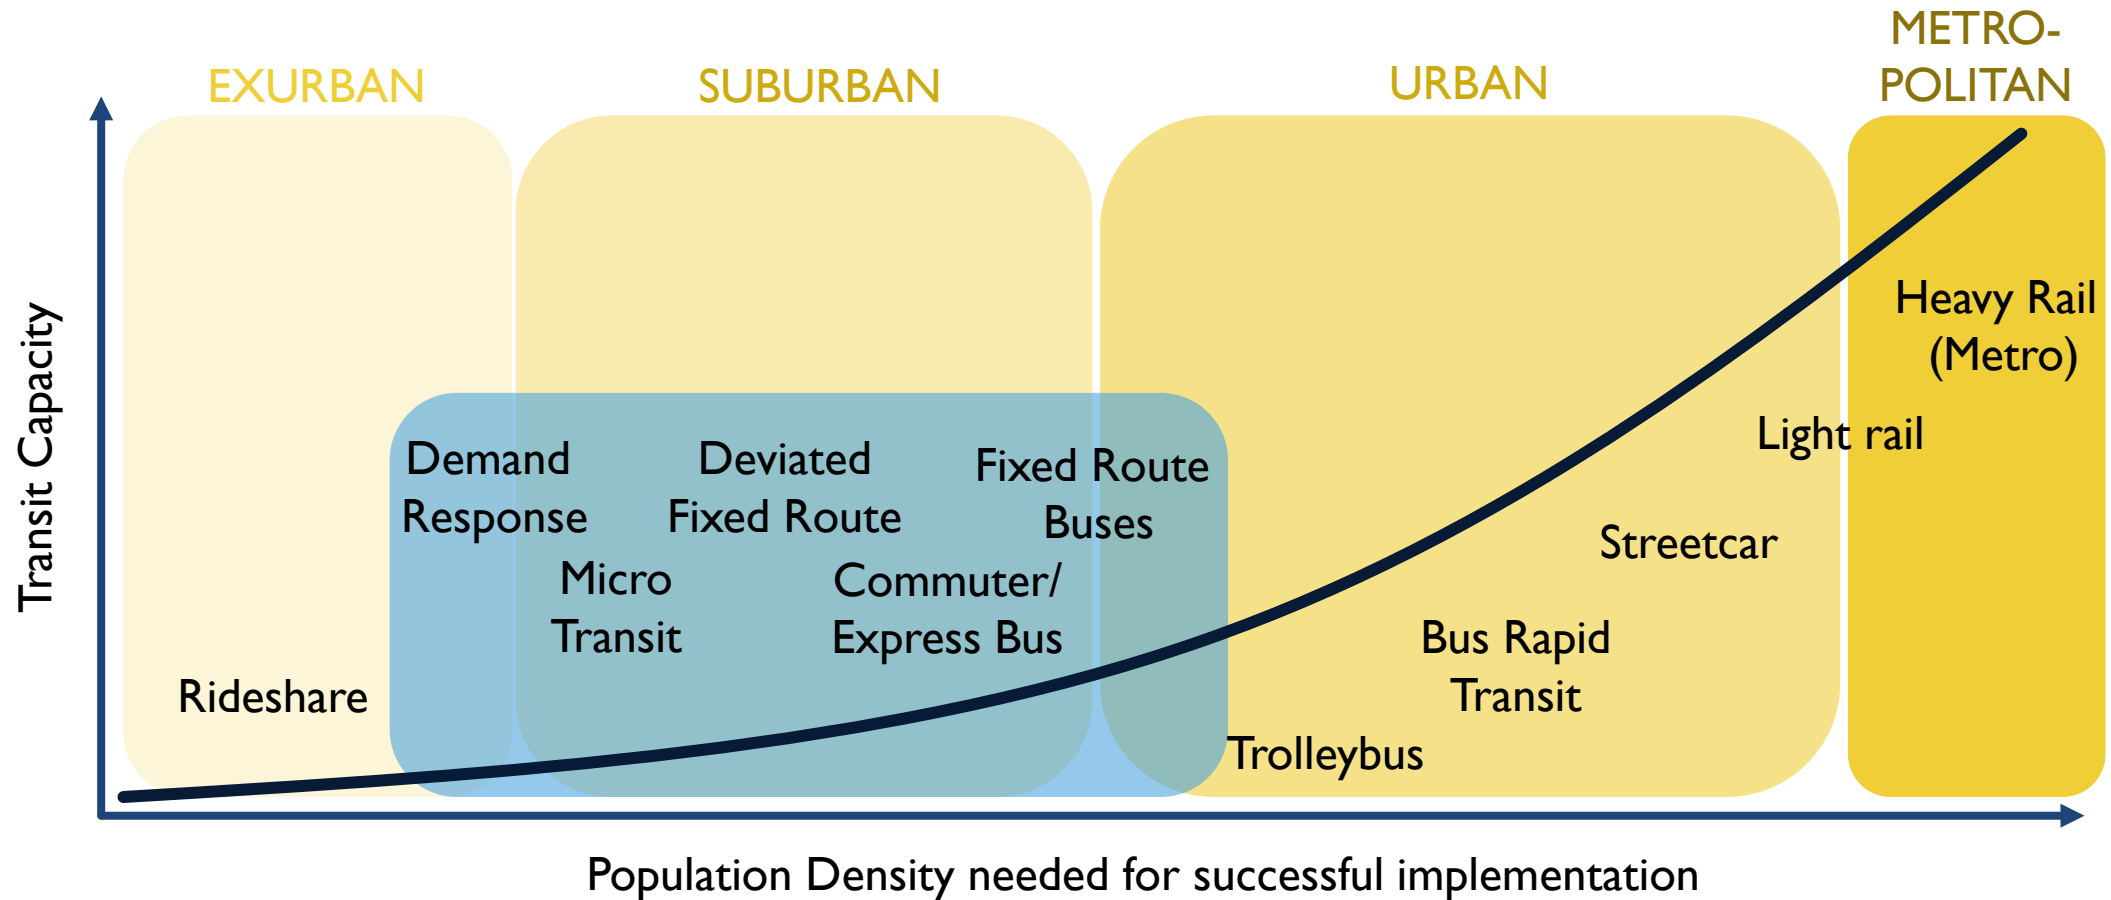 EXURBAN
SUBURBAN
URBAN
METRO-
POLITAN
Transit Capacity
Rideshare
Demand
Response
Micro
Transit
Deviated
Fixed Route
Commuter/
Express Bus
Fixed Route
Buses
Trolleybus
Bus Rapid
Transit
Streetcar
Light rail
Heavy Rail
(Metro)
Population Density needed for successful implementation